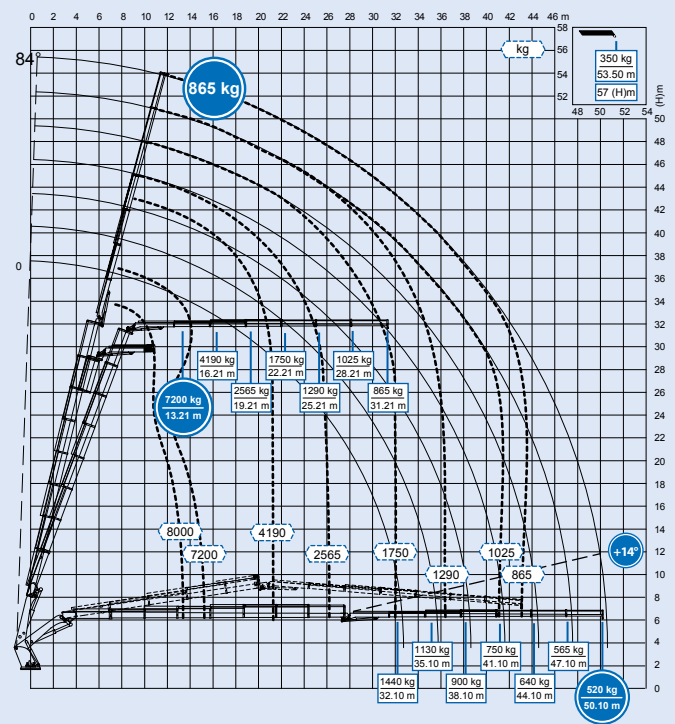 0 2 4 6 8 10 12 14 16 18 20 22 24 26 28 30 32 34 36 38 40 42 44 46 m
58
56
54
52
kg
350 kg
53.50 m
57 (H)m
48 50 52 54
(H)m
84°
865 kg
0
50
48
46
44
42
40
38
36
34
32
30
28
26
24
22
20
18
16
14
12
10
8
6
4
2
0
4190 kg
16.21 m
1750 kg
22.21 m
1025 kg
28.21 m
7200 kg
13.21 m
2565 kg
19.21 m
1290 kg
25.21 m
865 kg
31.21 m
8000
7200
4190
2565
1750
1290
1025
865
+14°
1130 kg
35.10 m
750 kg
41.10 m
565 kg
47.10 m
1440 kg
32.10 m
900 kg
38.10 m
640 kg
44.10 m
520 kg
50.10 m